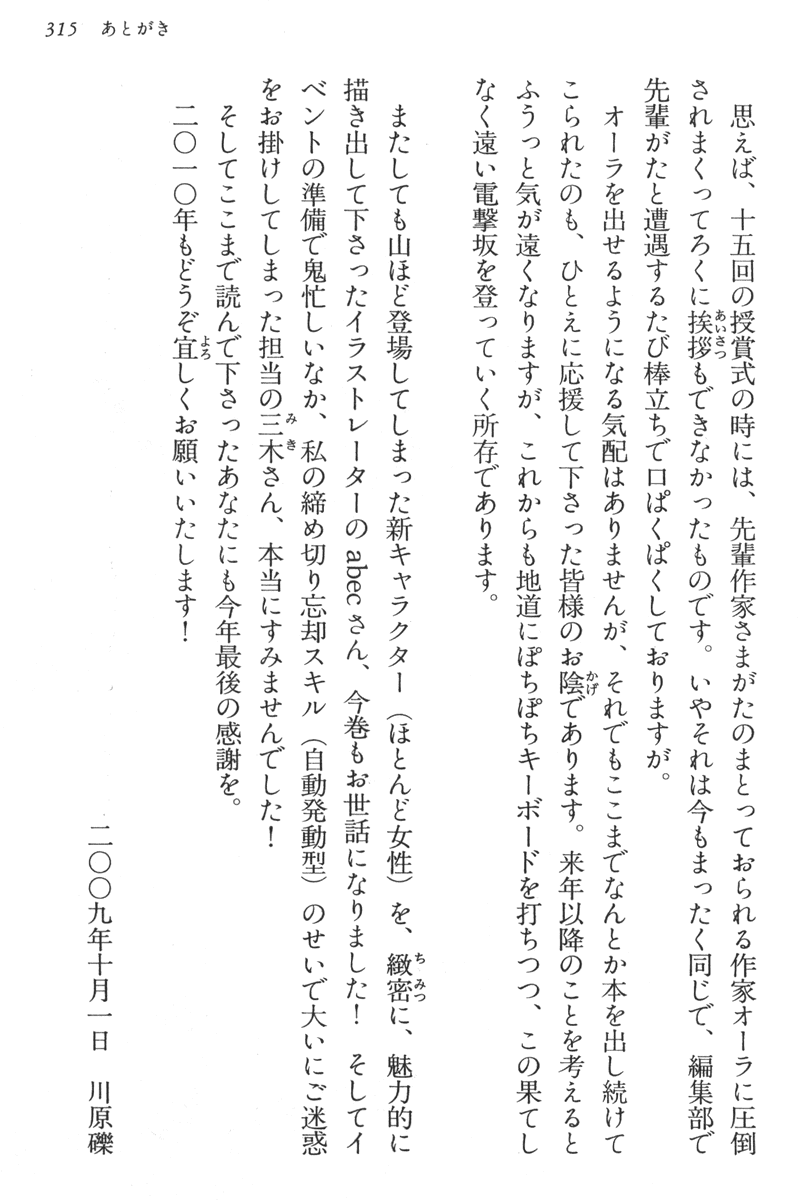 315 あとがき
思えば、十五回の授賞式の時には、先輩作家さまがたのまとっておられる作家オーラに圧倒
されまくってろくに挨拶もできなかったものです。いやそれは今もまったく同じで、編集部で
先輩がたと遭遇するたび棒立ちで口ぱくぱくしておりますが。
オーラを出せるようになる気配はありませんが、それでもここまでなんとか本を出し続けて
こられたのも、ひとえに応援して下さった皆様のお陰であります。来年以降のことを考えると
ふうっと気が遠くなりますが、これからも地道にぽちぽちキーボードを打ちつつ、この果てし
なく遠い電撃坂を登っていく所存であります。
またしても山ほど登場してしまった新キャラクター（ほとんど女性）を、緻密に、魅力的に
描き出して下さったイラストレーターのabecさん、今巻もお世話になりました！　そしてイ
ベントの準備で鬼忙しいなか、私の締め切り忘却スキル（自動発動型）のせいで大いにご迷惑
をお掛けしてしまった担当の三木さん、本当にすみませんでした！
そしてここまで読んで下さったあなたにも今年最後の感謝を。
二〇一〇年もどうぞ宜しくお願いいたします！
二〇〇九年十月一日　川原礫